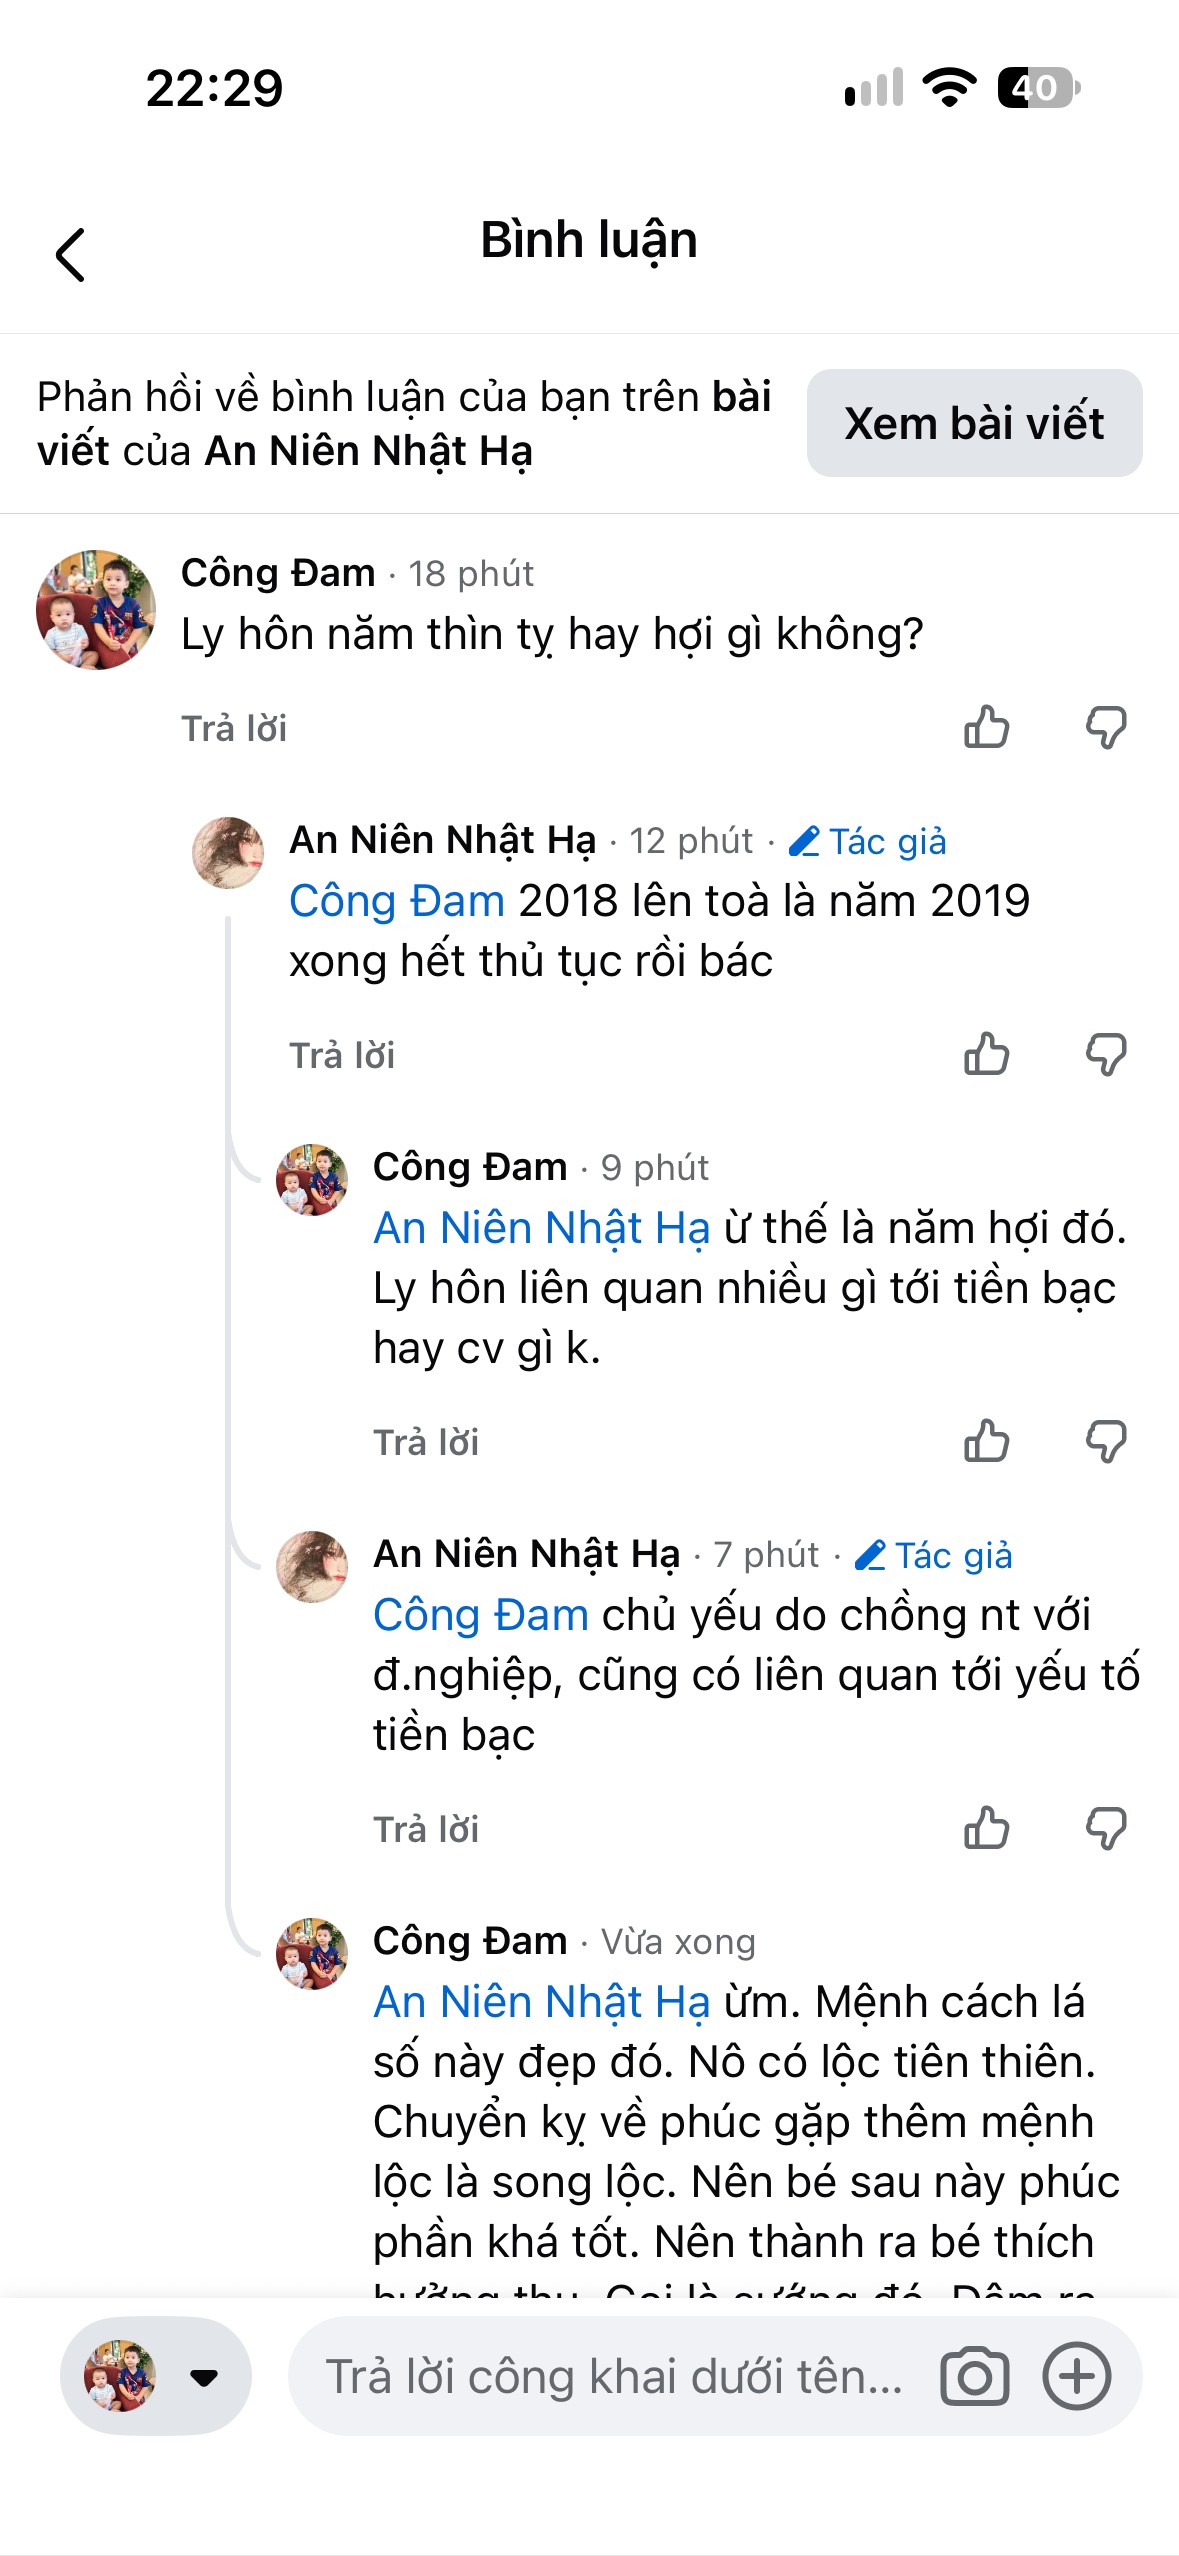 22:29
40
Bình luận
Phản hồi về bình luận của bạn trên bài
viết của An Niên Nhật Hạ
Xem bài viết
Công Đam · 18 phút
Ly hôn năm thìn tỵ hay hợi gì không?
Trả lời
An Niên Nhật Hạ · 12 phút · Tác giả
Công Đam 2018 lên toà là năm 2019
xong hết thủ tục rồi bác
Trả lời
Công Đam · 9 phút
An Niên Nhật Hạ ừ thế là năm hợi đó.
Ly hôn liên quan nhiều gì tới tiền bạc
hay cv gì k.
Trả lời
An Niên Nhật Hạ · 7 phút · Tác giả
Công Đam chủ yếu do chồng nt với
đ.nghiệp, cũng có liên quan tới yếu tố
tiền bạc
Trả lời
Công Đam · Vừa xong
An Niên Nhật Hạ ừm. Mệnh cách lá
số này đẹp đó. Nô có lộc tiên thiên.
Chuyển kỵ về phúc gặp thêm mệnh
lộc là song lộc. Nên bé sau này phúc
phần khá tốt. Nên thành ra bé thích
Trả lời công khai dưới tên...